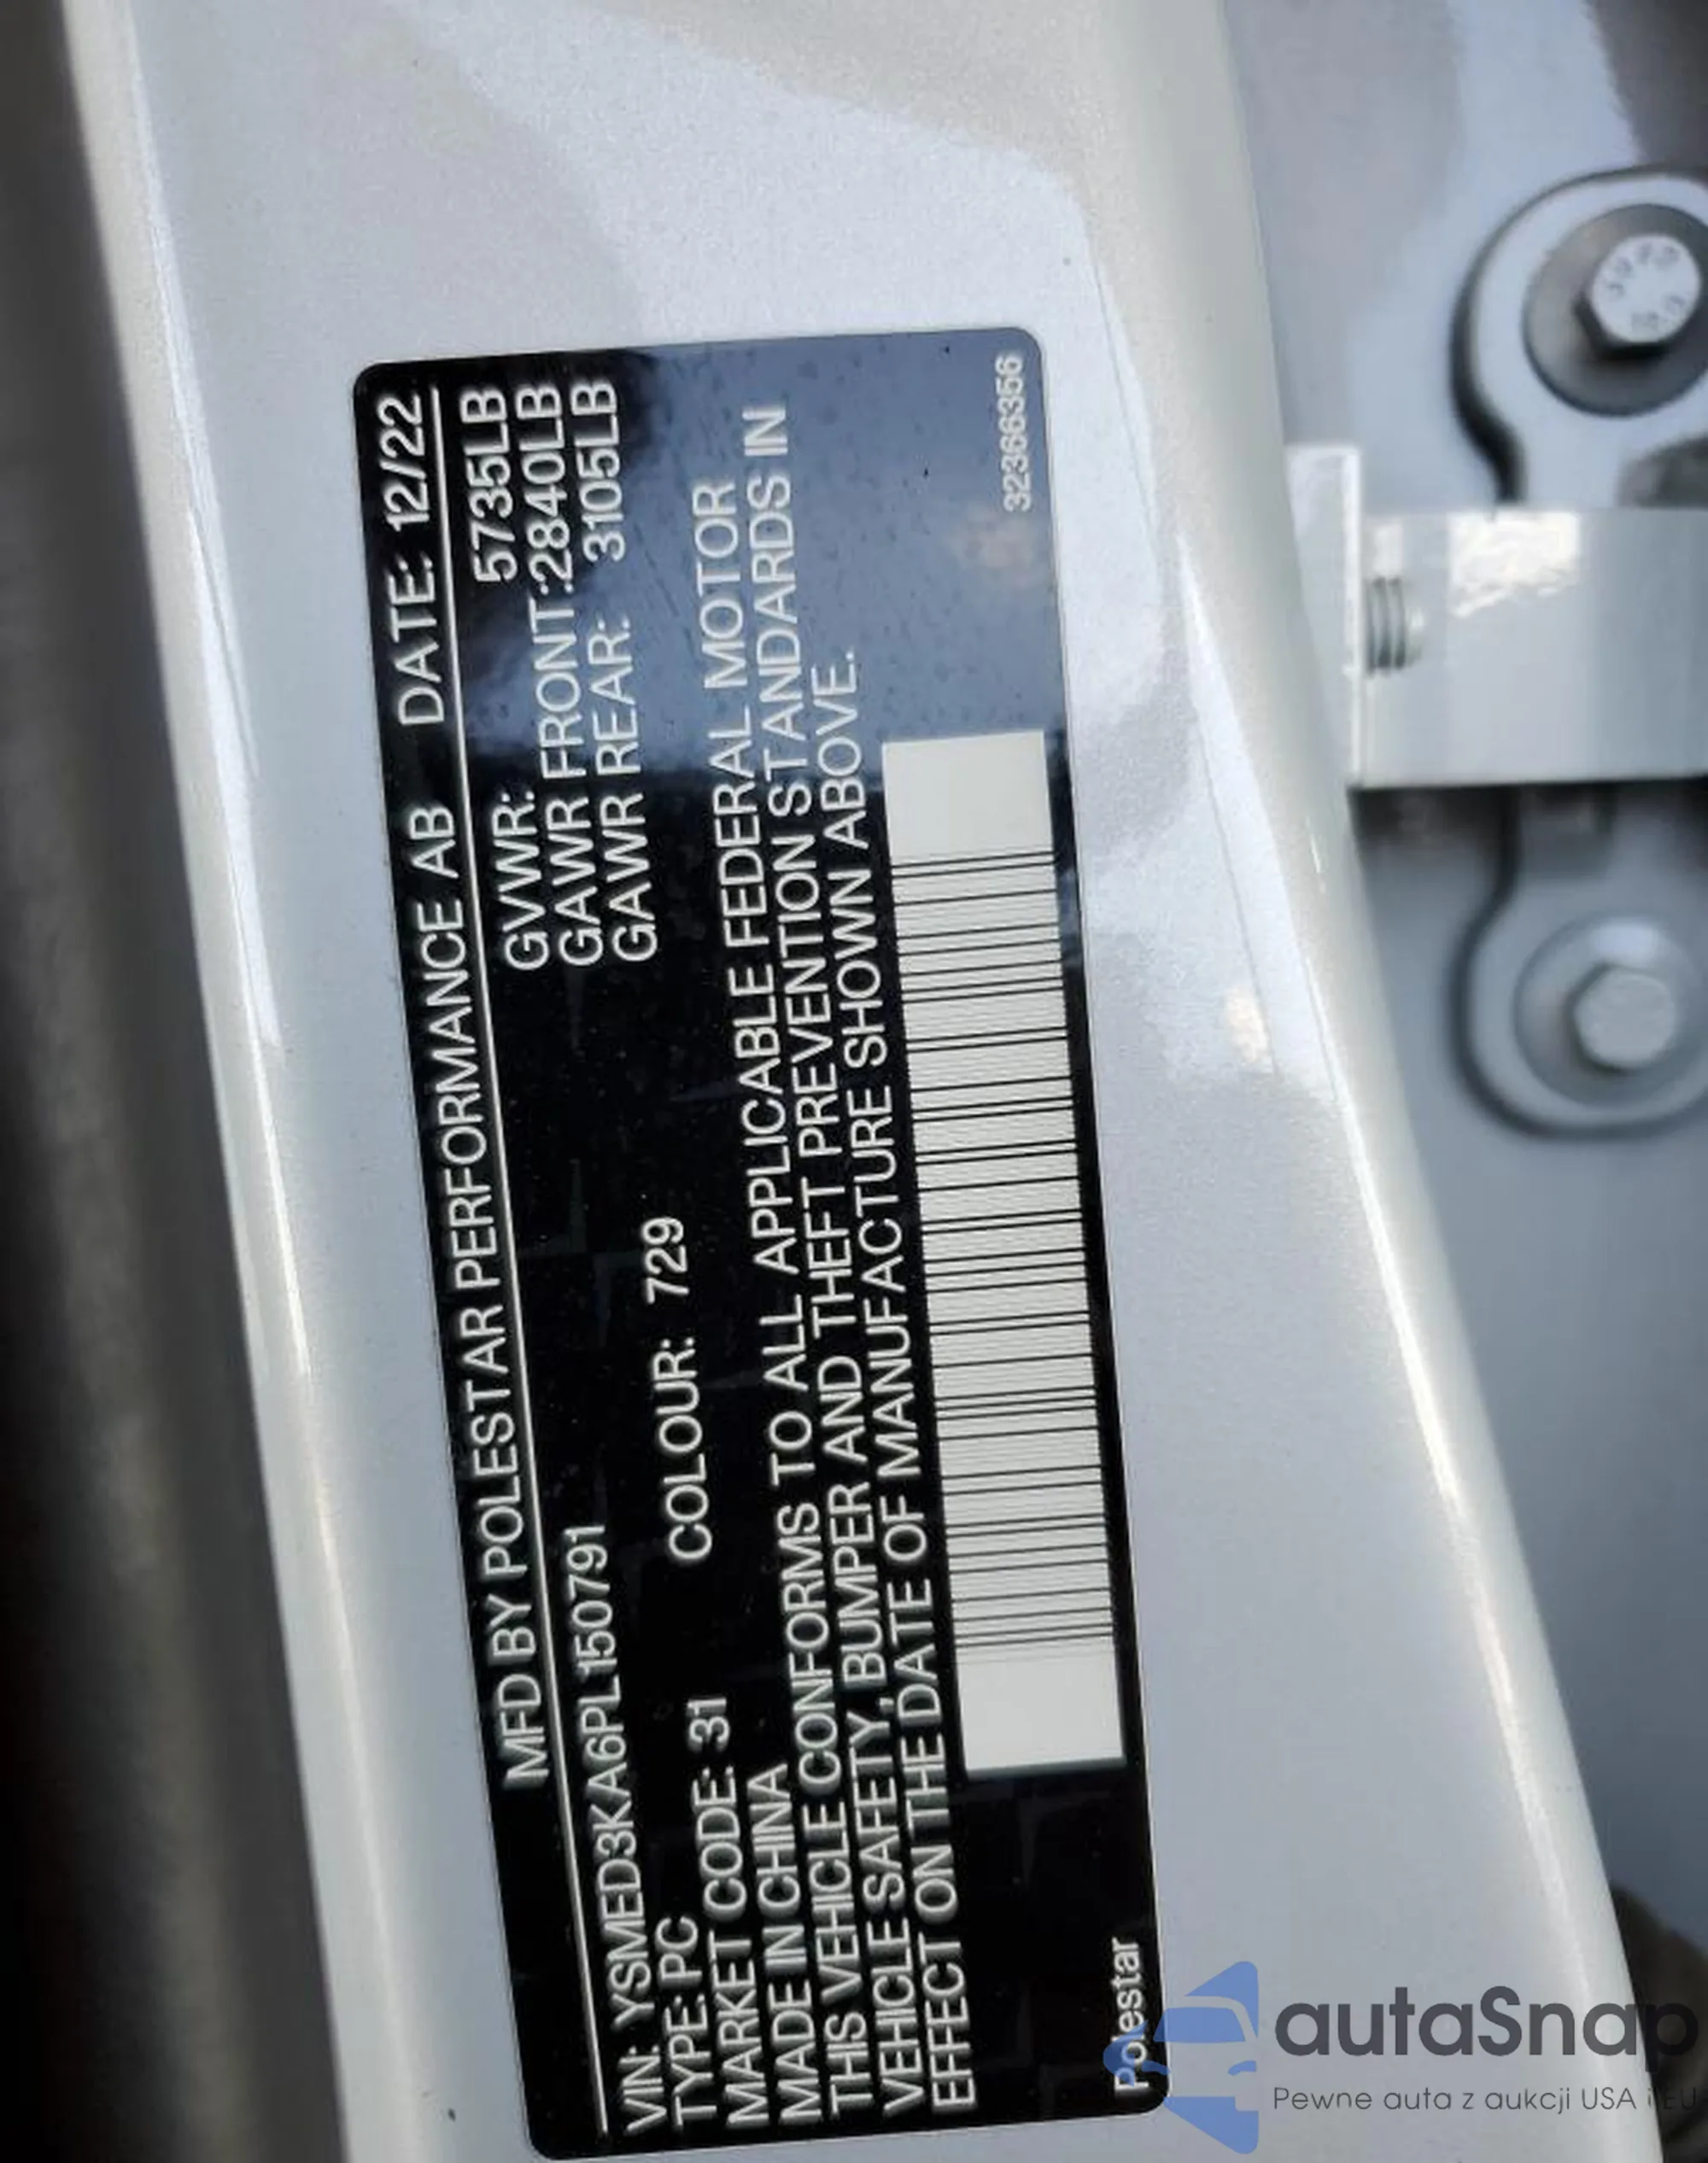 MFD BY POLESTAR PERFORMANCE AB DATE: 12/22
VIN: YSMED3KA6PL150791 GVWR: 5735LB
TYPE: PC GAWR FRONT:2840LB
MARKET CODE: 31 COLOUR: 729 GAWR REAR: 3105LB
MADE IN CHINA
THIS VEHICLE CONFORMS TO ALL APPLICABLE FEDERAL MOTOR
VEHICLE SAFETY, BUMPER AND THEFT PREVENTION STANDARDS IN
EFFECT ON THE DATE OF MANUFACTURE SHOWN ABOVE.
Polestar 32366356
autaSnap
Pewne auta z aukcji USA i EU